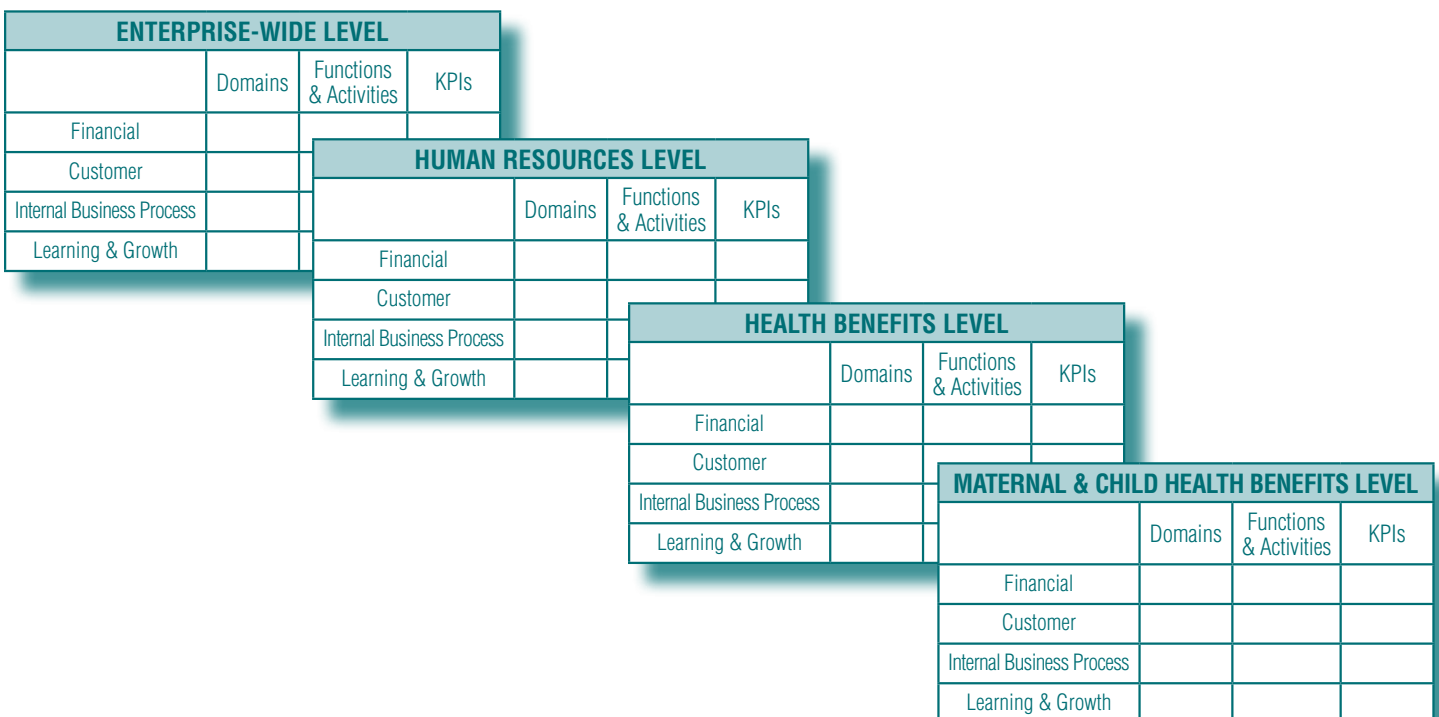 ENTERPRISE-WIDE LEVEL
Domains
Functions
& Activities
KPIs
Financial
Customer
Internal Business Process
Learning & Growth
HUMAN RESOURCES LEVEL
Domains
Functions
& Activities
KPIs
Financial
Customer
Internal Business Process
Learning & Growth
HEALTH BENEFITS LEVEL
Domains
Functions
& Activities
KPIs
Financial
Customer
Internal Business Process
Learning & Growth
MATERNAL & CHILD HEALTH BENEFITS LEVEL
Domains
Functions
& Activities
KPIs
Financial
Customer
Internal Business Process
Learning & Growth